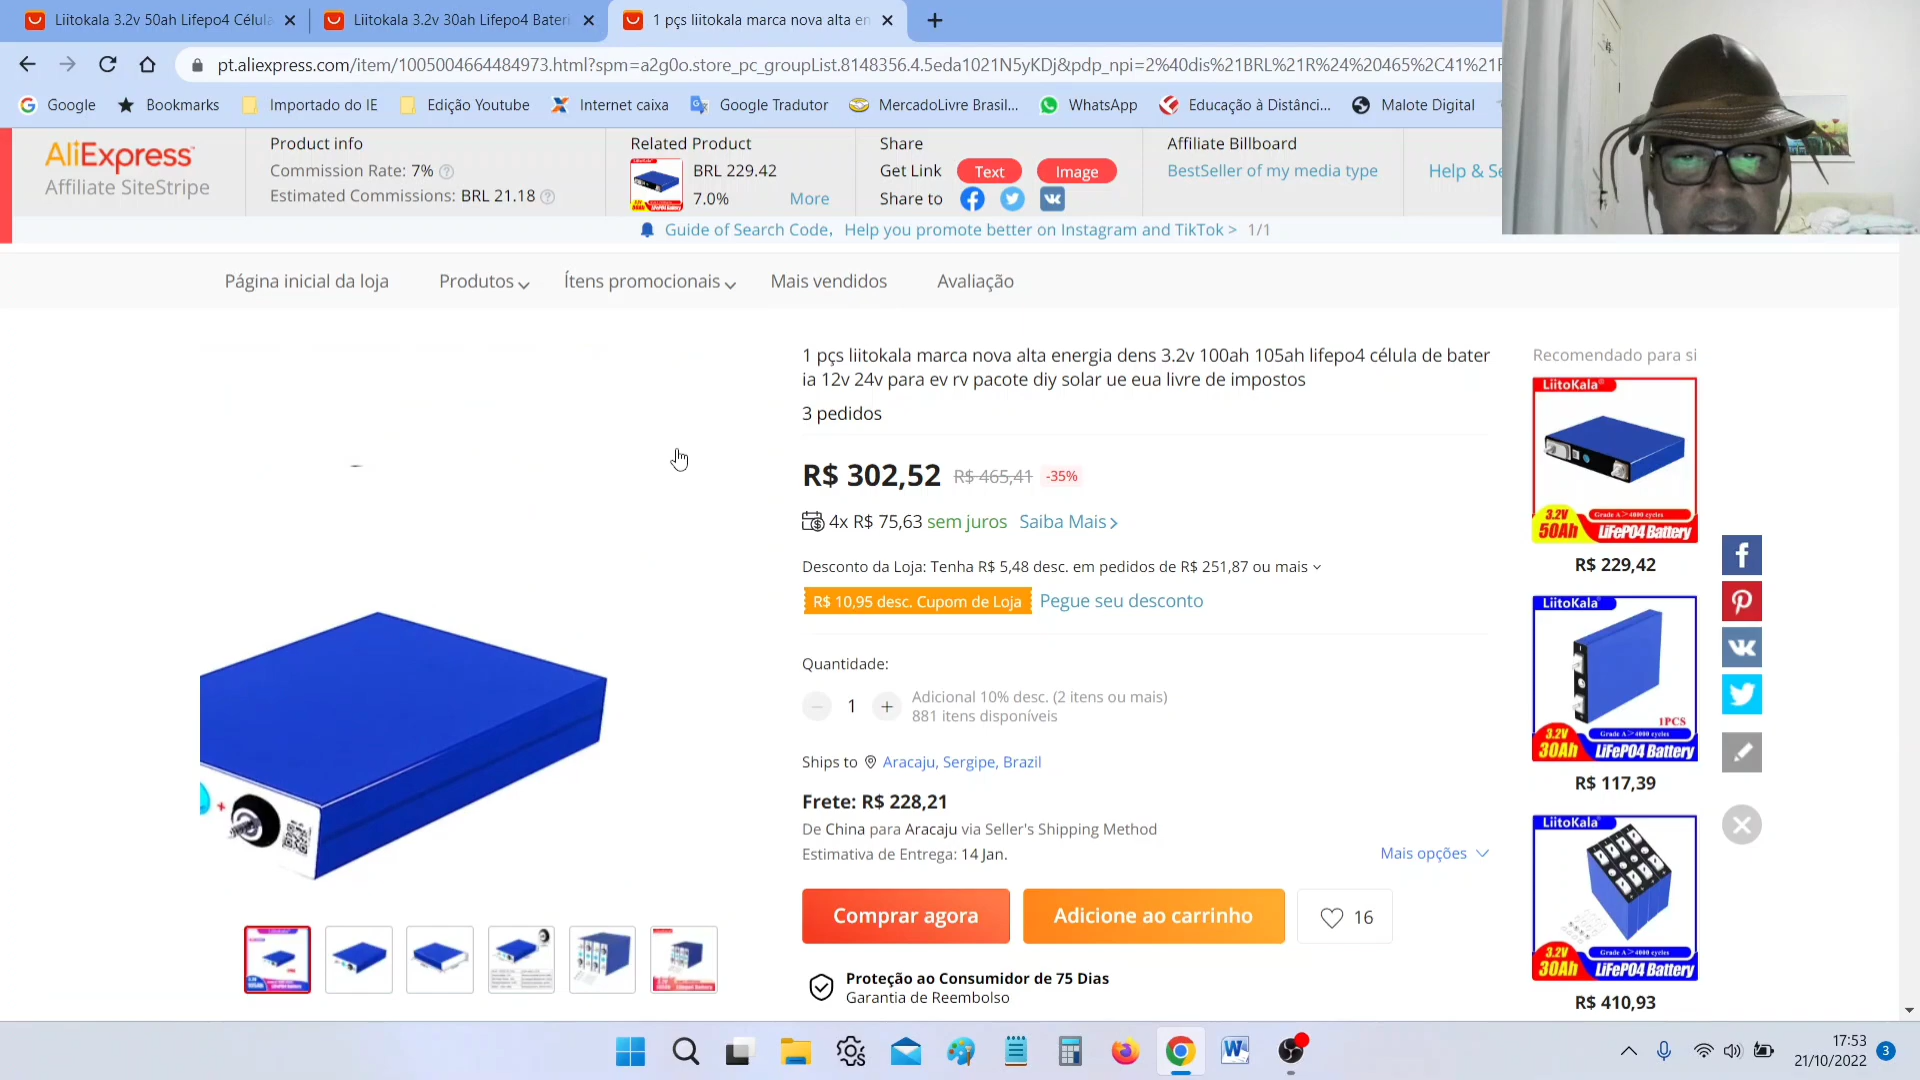 Liitokala 3.2v 50ah Lifepo4 Célula
Liitokala 3.2v 30ah Lifepo4 Bateri
1 pçs liitokala marca nova alta en
pt.aliexpress.com/item/1005004664484973.html?spm=a2g0o.store_pc_groupList.8148356.4.5eda1021N5yKDj&pdp_npi=2%40dis%21BRL%21R%24%20465%2C41%21F
Google
Bookmarks
Importado do IE
Edição Youtube
Internet caixa
Google Tradutor
MercadoLivre Brasil...
WhatsApp
Educação à Distânci...
Malote Digital
AliExpress
Affiliate SiteStripe
Product info
Commission Rate: 7%
Estimated Commissions: BRL 21.18
Related Product
BRL 229.42
7.0%
More
Share
Get Link
Text
Image
Share to
Affiliate Billboard
BestSeller of my media type
Help & Se
Guide of Search Code, Help you promote better on Instagram and TikTok > 1/1
Página inicial da loja
Produtos
Ítens promocionais
Mais vendidos
Avaliação
1 pçs liitokala marca nova alta energia dens 3.2v 100ah 105ah lifepo4 célula de bater
ia 12v 24v para ev rv pacote diy solar ue eua livre de impostos
3 pedidos
R$ 302,52 R$ 465,41 -35%
4x R$ 75,63 sem juros Saiba Mais >
Desconto da Loja: Tenha R$ 5,48 desc. em pedidos de R$ 251,87 ou mais
R$ 10,95 desc. Cupom de Loja Pegue seu desconto
Quantidade:
1
Adicional 10% desc. (2 itens ou mais)
881 itens disponíveis
Ships to Aracaju, Sergipe, Brazil
Frete: R$ 228,21
De China para Aracaju via Seller's Shipping Method
Estimativa de Entrega: 14 Jan.
Mais opções
Comprar agora
Adicione ao carrinho
16
Proteção ao Consumidor de 75 Dias
Garantia de Reembolso
Recomendado para si
LiitoKala®
3.2V
50Ah
Grade A > 4000 cycles
LiFePO4 Battery
R$ 229,42
LiitoKala
1PCS
3.2V
30Ah
Grade A > 4000 cycles
LiFePO4 Battery
R$ 117,39
LiitoKala
3.2V
30Ah
Grade A > 4000 cycles
LiFePO4 Battery
R$ 410,93
17:53
21/10/2022
3